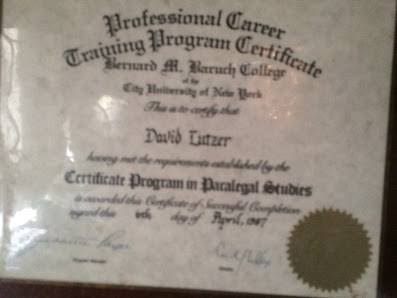 Professional Career
Training Program Certificate
Bernard M. Baruch College
of the
City University of New York
This is to certify that
David Lutzer
having met the requirements established by the
Certificate Program in Paralegal Studies
is awarded this Certificate of Successful Completion
signed this day of April, 1987